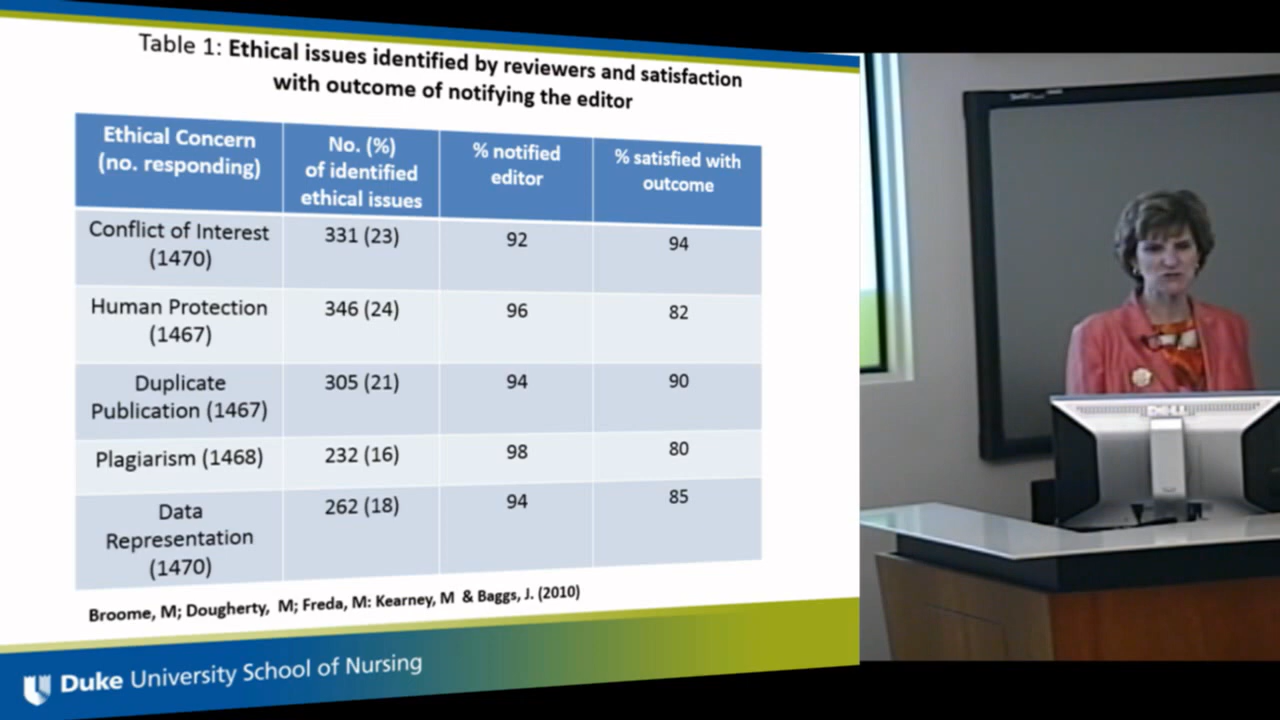 Table 1: Ethical issues identified by reviewers and satisfaction
with outcome of notifying the editor
Ethical Concern
(no. responding)
No. (%)
of identified
ethical issues
% notified
editor
% satisfied with
outcome
Conflict of Interest
(1470)
331 (23)
92
94
Human Protection
(1467)
346 (24)
96
82
Duplicate
Publication (1467)
305 (21)
94
90
Plagiarism (1468)
232 (16)
98
80
Data
Representation
(1470)
262 (18)
94
85
Broome, M; Dougherty, M; Freda, M: Kearney, M & Baggs, J. (2010)
Duke University School of Nursing
DELL